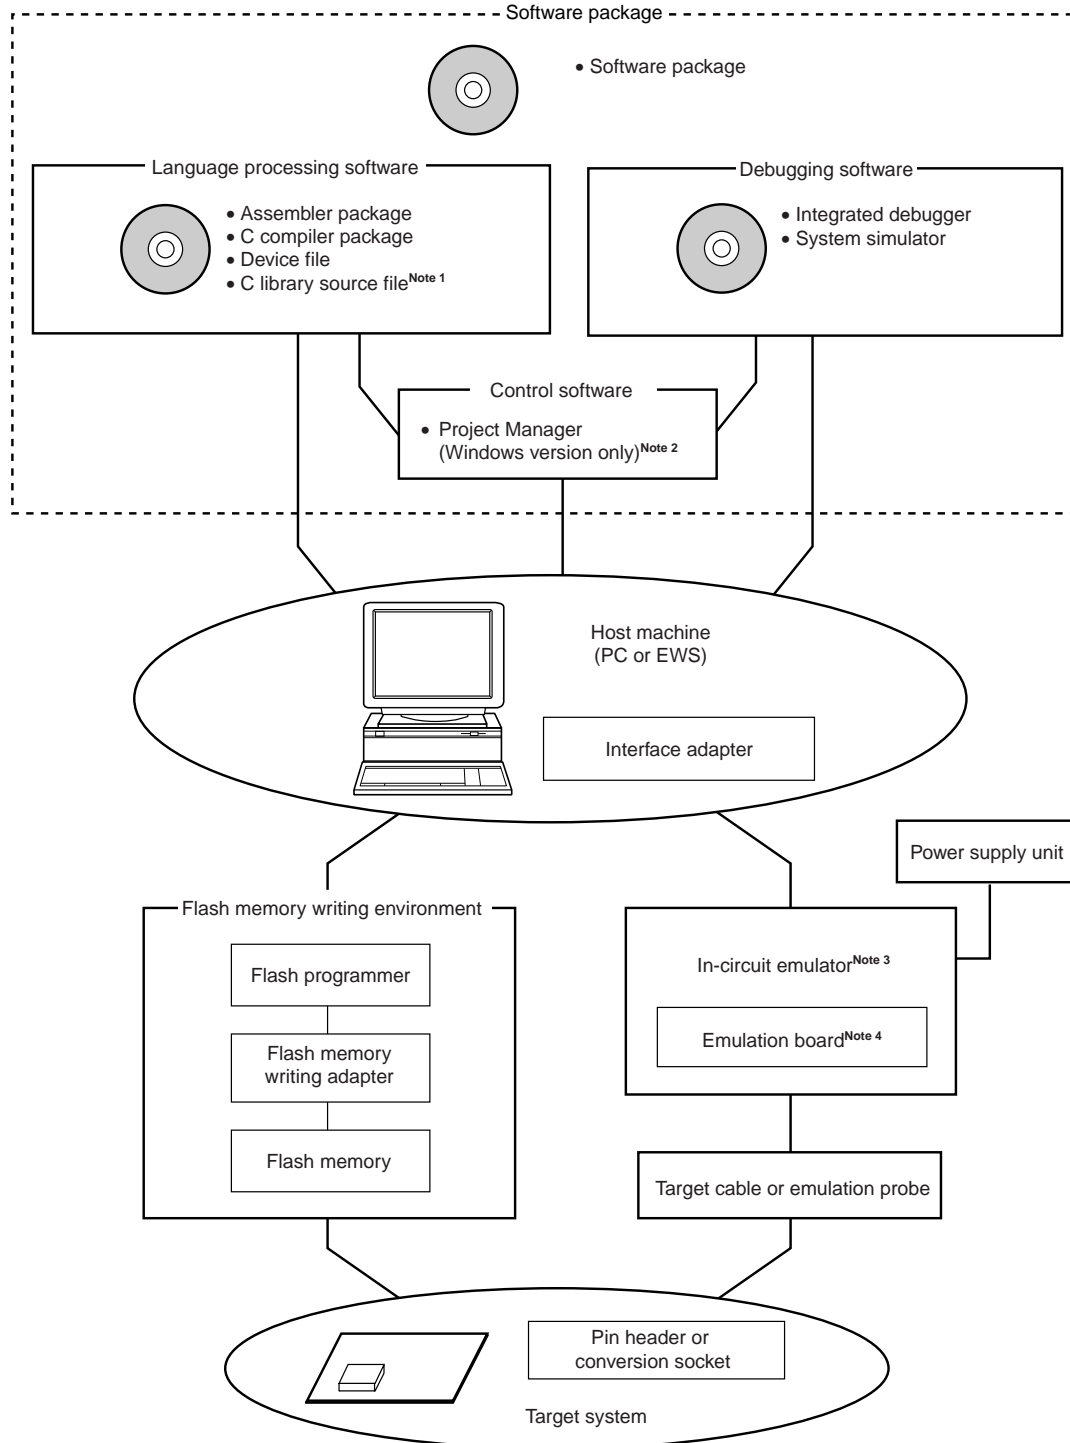 Software package
• Software package
Language processing software
• Assembler package
• C compiler package
• Device file
• C library source fileNote 1
Debugging software
• Integrated debugger
• System simulator
Control software
• Project Manager
(Windows version only)Note 2
Host machine
(PC or EWS)
Interface adapter
Power supply unit
Flash memory writing environment
Flash programmer
Flash memory
writing adapter
Flash memory
In-circuit emulatorNote 3
Emulation boardNote 4
Target cable or emulation probe
Pin header or
conversion socket
Target system